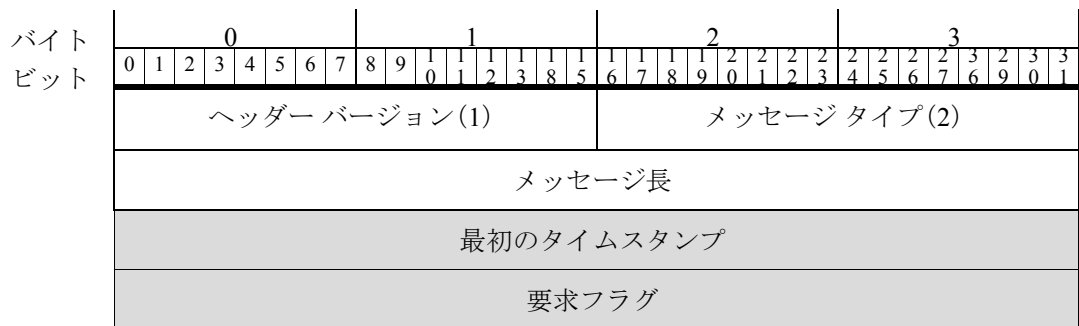 バイト 0 1 2 3
ビット 0 1 2 3 4 5 6 7 8 9 10 11 12 13 18 15 16 17 18 19 20 21 22 23 24 25 26 27 36 29 30 31
ヘッダー バージョン(1) メッセージ タイプ(2)
メッセージ長
最初のタイムスタンプ
要求フラグ